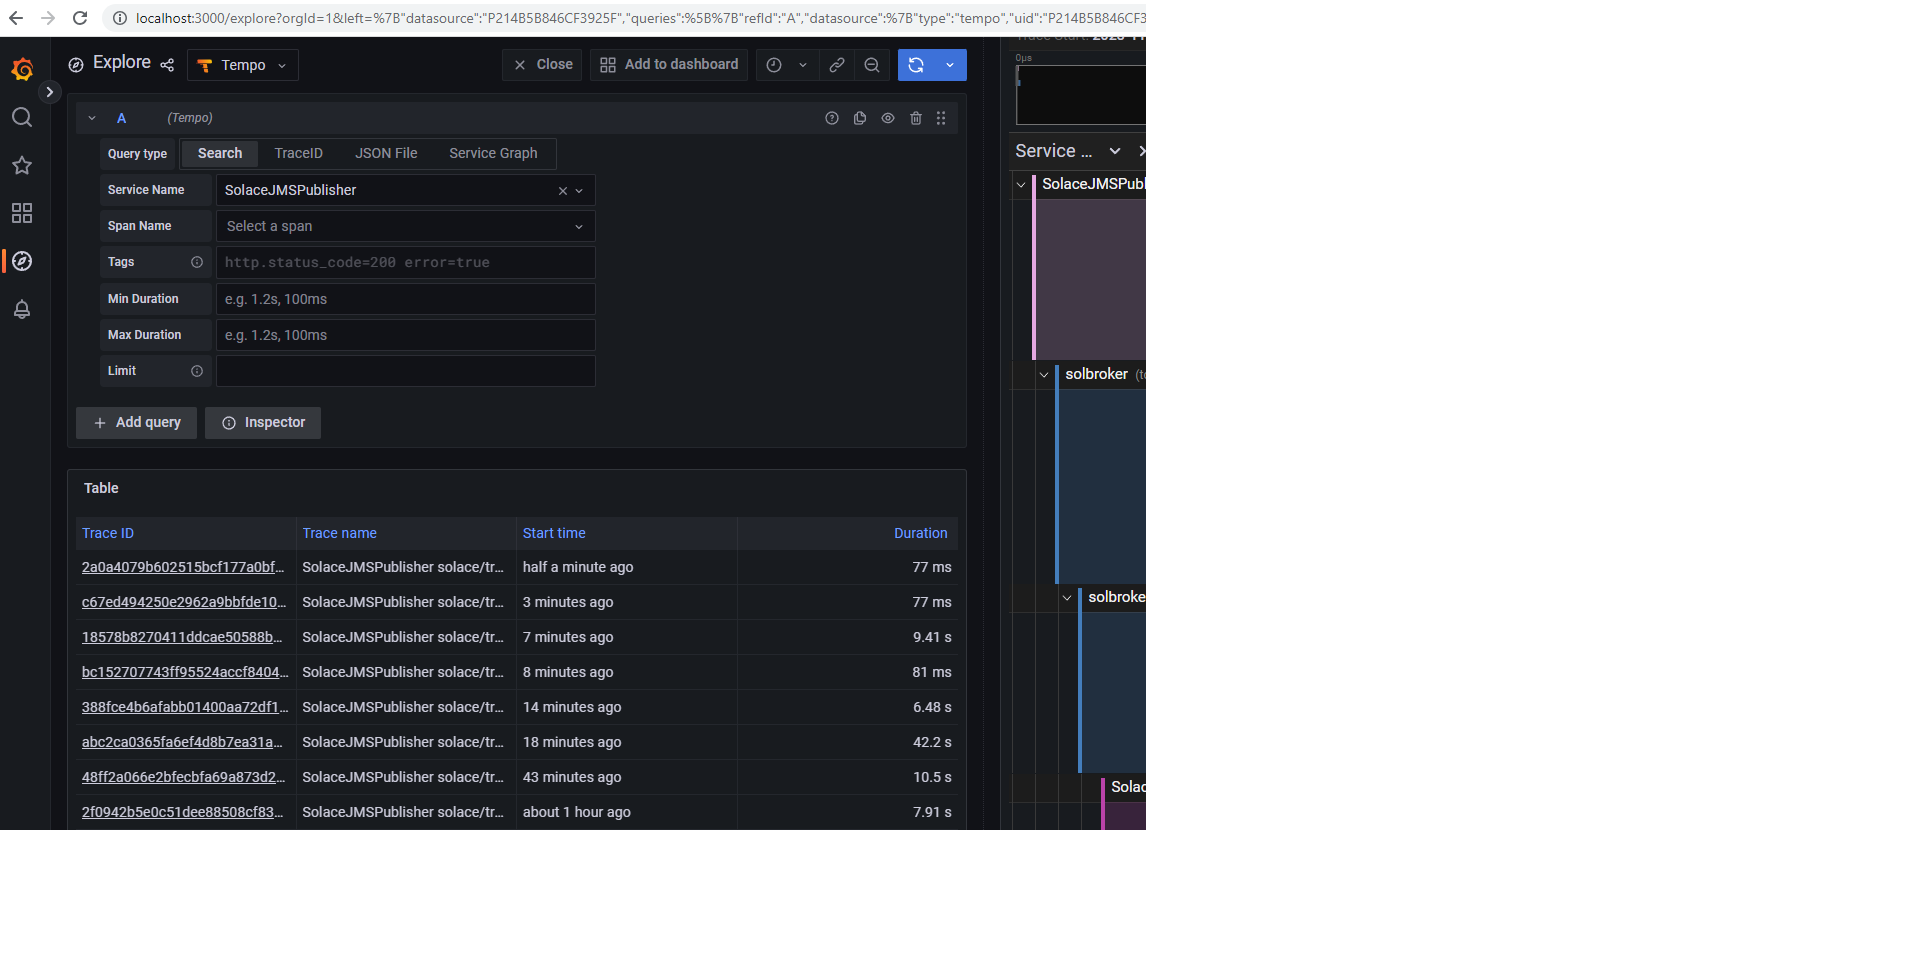 localhost:3000/explore?orgId=1&left=%7B"datasource":"P214B5B846CF3925F","queries":%5B%7B"refId":"A","datasource":%7B"type":"tempo","uid":"P214B5B846CF3
Explore
Tempo
Close
Add to dashboard
A
(Tempo)
Query type
Search
TraceID
JSON File
Service Graph
Service Name
SolaceJMSPublisher
Span Name
Select a span
Tags
http.status_code=200 error=true
Min Duration
e.g. 1.2s, 100ms
Max Duration
e.g. 1.2s, 100ms
Limit
Add query
Inspector
Table
Trace ID Trace name Start time Duration
2a0a4079b602515bcf177a0bf... SolaceJMSPublisher solace/tr... half a minute ago 77 ms
c67ed494250e2962a9bbfde10... SolaceJMSPublisher solace/tr... 3 minutes ago 77 ms
18578b8270411ddcae50588b... SolaceJMSPublisher solace/tr... 7 minutes ago 9.41 s
bc152707743ff95524accf8404... SolaceJMSPublisher solace/tr... 8 minutes ago 81 ms
388fce4b6afabb01400aa72df1... SolaceJMSPublisher solace/tr... 14 minutes ago 6.48 s
abc2ca0365fa6ef4d8b7ea31a... SolaceJMSPublisher solace/tr... 18 minutes ago 42.2 s
48ff2a066e2bfecbfa69a873d2... SolaceJMSPublisher solace/tr... 43 minutes ago 10.5 s
2f0942b5e0c51dee88508cf83... SolaceJMSPublisher solace/tr... about 1 hour ago 7.91 s
0μs
Service ...
SolaceJMSPubl
solbroker (to
solbroke
Solac